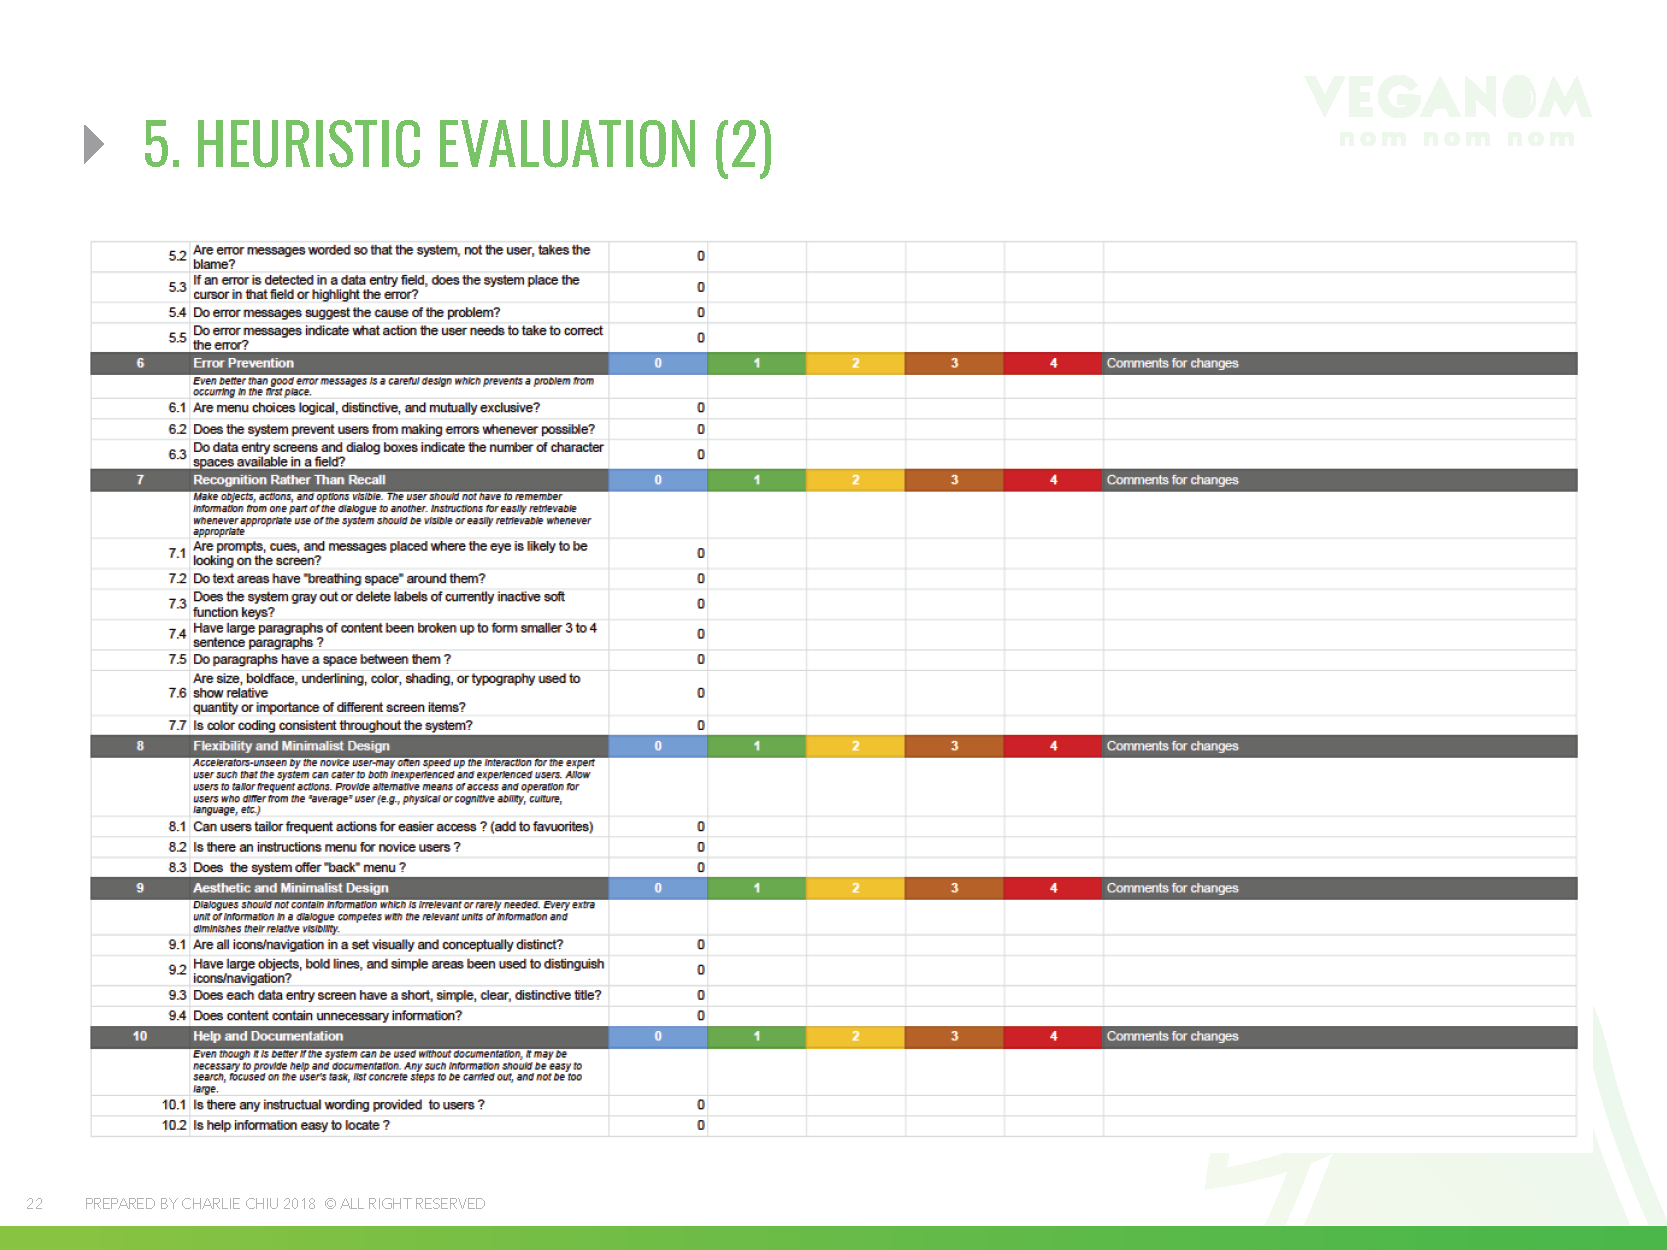 VEGANOM
nom nom nom
5. HEURISTIC EVALUATION (2)
5.2 Are error messages worded so that the system, not the user, takes the
blame? 0
5.3 If an error is detected in a data entry field, does the system place the
cursor in that field or highlight the error? 0
5.4 Do error messages suggest the cause of the problem? 0
5.5 Do error messages indicate what action the user needs to take to correct
the error? 0
6 Error Prevention 0 1 2 3 4 Comments for changes
Even better than good error messages is a careful design which prevents a problem from
occurring in the first place.
6.1 Are menu choices logical, distinctive, and mutually exclusive? 0
6.2 Does the system prevent users from making errors whenever possible? 0
6.3 Do data entry screens and dialog boxes indicate the number of character
spaces available in a field? 0
7 Recognition Rather Than Recall 0 1 2 3 4 Comments for changes
Make objects, actions, and options visible. The user should not have to remember
information from one part of the dialogue to another. Instructions for easily retrievable
whenever appropriate use of the system should be visible or easily retrievable whenever
appropriate
7.1 Are prompts, cues, and messages placed where the eye is likely to be
looking on the screen? 0
7.2 Do text areas have "breathing space" around them? 0
7.3 Does the system gray out or delete labels of currently inactive soft
function keys? 0
7.4 Have large paragraphs of content been broken up to form smaller 3 to 4
sentence paragraphs ? 0
7.5 Do paragraphs have a space between them ? 0
7.6 Are size, boldface, underlining, color, shading, or typography used to
show relative
quantity or importance of different screen items? 0
7.7 Is color coding consistent throughout the system? 0
8 Flexibility and Minimalist Design 0 1 2 3 4 Comments for changes
Accelerators-unseen by the novice user-may often speed up the interaction for the expert
user such that the system can cater to both inexperienced and experienced users. Allow
users to tailor frequent actions. Provide alternative means of access and operation for
users who differ from the "average" user (e.g., physical or cognitive ability, culture,
language, etc.)
8.1 Can users tailor frequent actions for easier access ? (add to favuorites) 0
8.2 Is there an instructions menu for novice users ? 0
8.3 Does the system offer "back" menu ? 0
9 Aesthetic and Minimalist Design 0 1 2 3 4 Comments for changes
Dialogues should not contain information which is irrelevant or rarely needed. Every extra
unit of information in a dialogue competes with the relevant units of information and
diminishes their relative visibility.
9.1 Are all icons/navigation in a set visually and conceptually distinct? 0
9.2 Have large objects, bold lines, and simple areas been used to distinguish
icons/navigation? 0
9.3 Does each data entry screen have a short, simple, clear, distinctive title? 0
9.4 Does content contain unnecessary information? 0
10 Help and Documentation 0 1 2 3 4 Comments for changes
Even though it is better if the system can be used without documentation, it may be
necessary to provide help and documentation. Any such information should be easy to
search, focused on the user's task, list concrete steps to be carried out, and not be too
large.
10.1 Is there any instructual wording provided to users ? 0
10.2 Is help information easy to locate ? 0
22 PREPARED BY CHARLIE CHIU 2018 © ALL RIGHT RESERVED